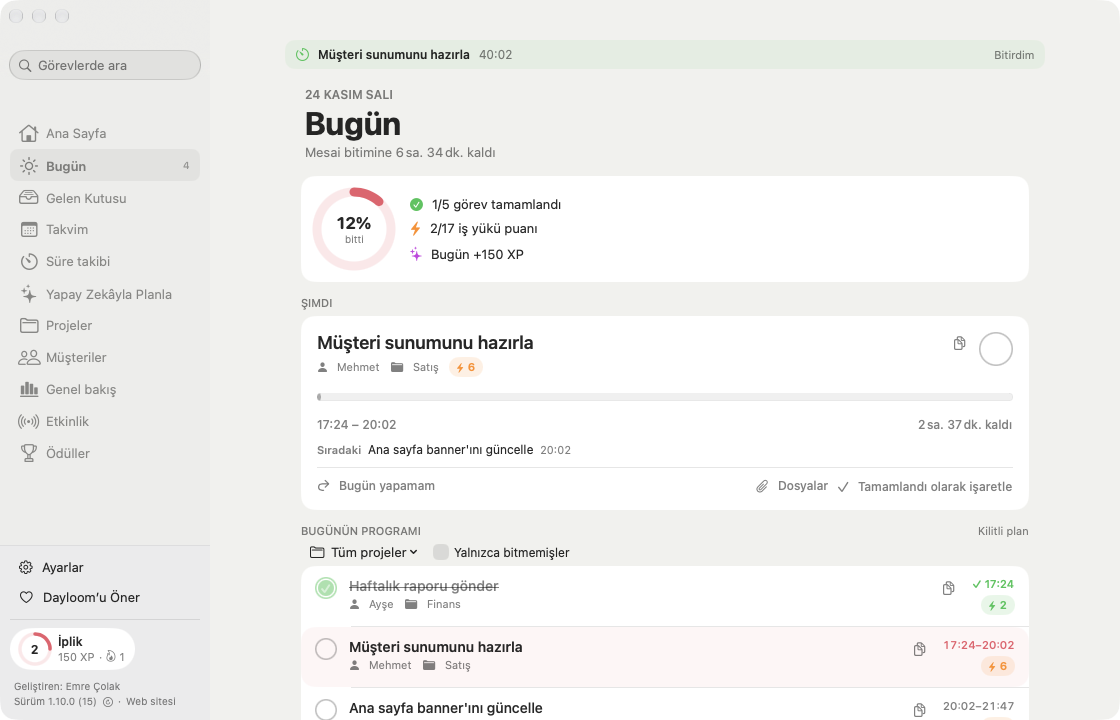 Görevlerde ara
Ana Sayfa
Bugün 4
Gelen Kutusu
Takvim
Süre takibi
Yapay Zekâyla Planla
Projeler
Müşteriler
Genel bakış
Etkinlik
Ödüller
Ayarlar
Dayloom'u Öner
2
İplik
150 XP · 1
Geliştiren: Emre Çolak
Sürüm 1.10.0 (15) · Web sitesi
Müşteri sunumunu hazırla 40:02 Bitirdim
24 KASIM SALI
Bugün
Mesai bitimine 6 sa. 34 dk. kaldı
12%
bitti
1/5 görev tamamlandı
2/17 iş yükü puanı
Bugün +150 XP
ŞIMDI
Müşteri sunumunu hazırla
Mehmet Satış 6
17:24 – 20:02 2 sa. 37 dk. kaldı
Sıradaki Ana sayfa banner'ını güncelle 20:02
Bugün yapamam Dosyalar Tamamlandı olarak işaretle
BUGÜNÜN PROGRAMI Kilitli plan
Tüm projeler Yalnızca bitmemişler
Haftalık raporu gönder 17:24
Ayşe Finans 2
Müşteri sunumunu hazırla 17:24–20:02
Mehmet Satış 6
Ana sayfa banner'ını güncelle 20:02–21:47